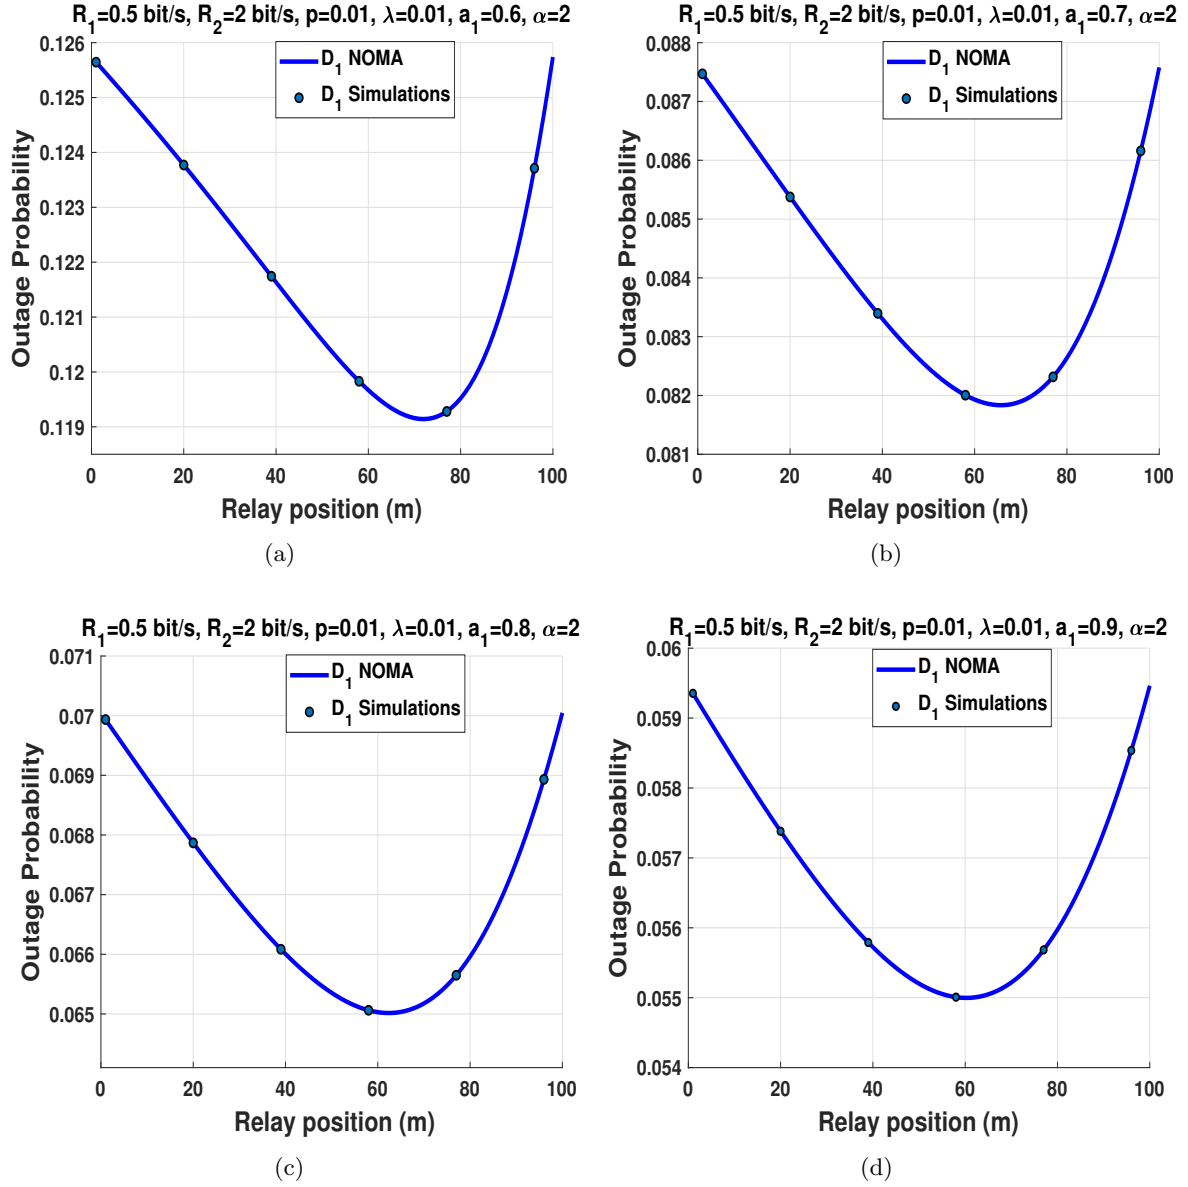 R1=0.5 bit/s, R2=2 bit/s, p=0.01, λ=0.01, a1=0.6, α=2
0.126
0.125
0.124
0.123
0.122
0.121
0.12
0.119
Outage Probability
D1 NOMA
D1 Simulations
0 20 40 60 80 100
Relay position (m)
(a)
R1=0.5 bit/s, R2=2 bit/s, p=0.01, λ=0.01, a1=0.7, α=2
0.088
0.087
0.086
0.085
0.084
0.083
0.082
0.081
Outage Probability
D1 NOMA
D1 Simulations
0 20 40 60 80 100
Relay position (m)
(b)
R1=0.5 bit/s, R2=2 bit/s, p=0.01, λ=0.01, a1=0.8, α=2
0.071
0.07
0.069
0.068
0.067
0.066
0.065
Outage Probability
D1 NOMA
D1 Simulations
0 20 40 60 80 100
Relay position (m)
(c)
R1=0.5 bit/s, R2=2 bit/s, p=0.01, λ=0.01, a1=0.9, α=2
0.06
0.059
0.058
0.057
0.056
0.055
0.054
Outage Probability
D1 NOMA
D1 Simulations
0 20 40 60 80 100
Relay position (m)
(d)